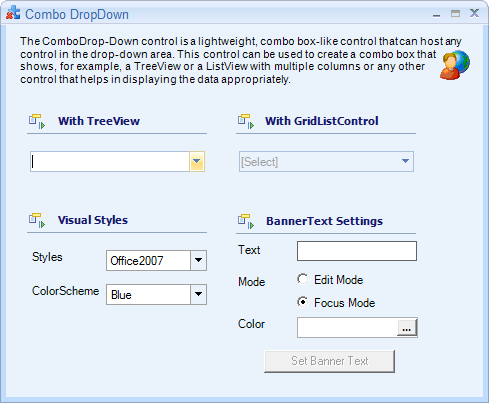 Combo DropDown
The ComboDrop-Down control is a lightweight, combo box-like control that can host any
control in the drop-down area. This control can be used to create a combo box that
shows, for example, a TreeView or a ListView with multiple columns or any other
control that helps in displaying the data appropriately.
With TreeView
With GridListControl
[Select]
Visual Styles
BannerText Settings
Styles
Office2007
ColorScheme
Blue
Text
Mode
Edit Mode
Focus Mode
Color
...
Set Banner Text